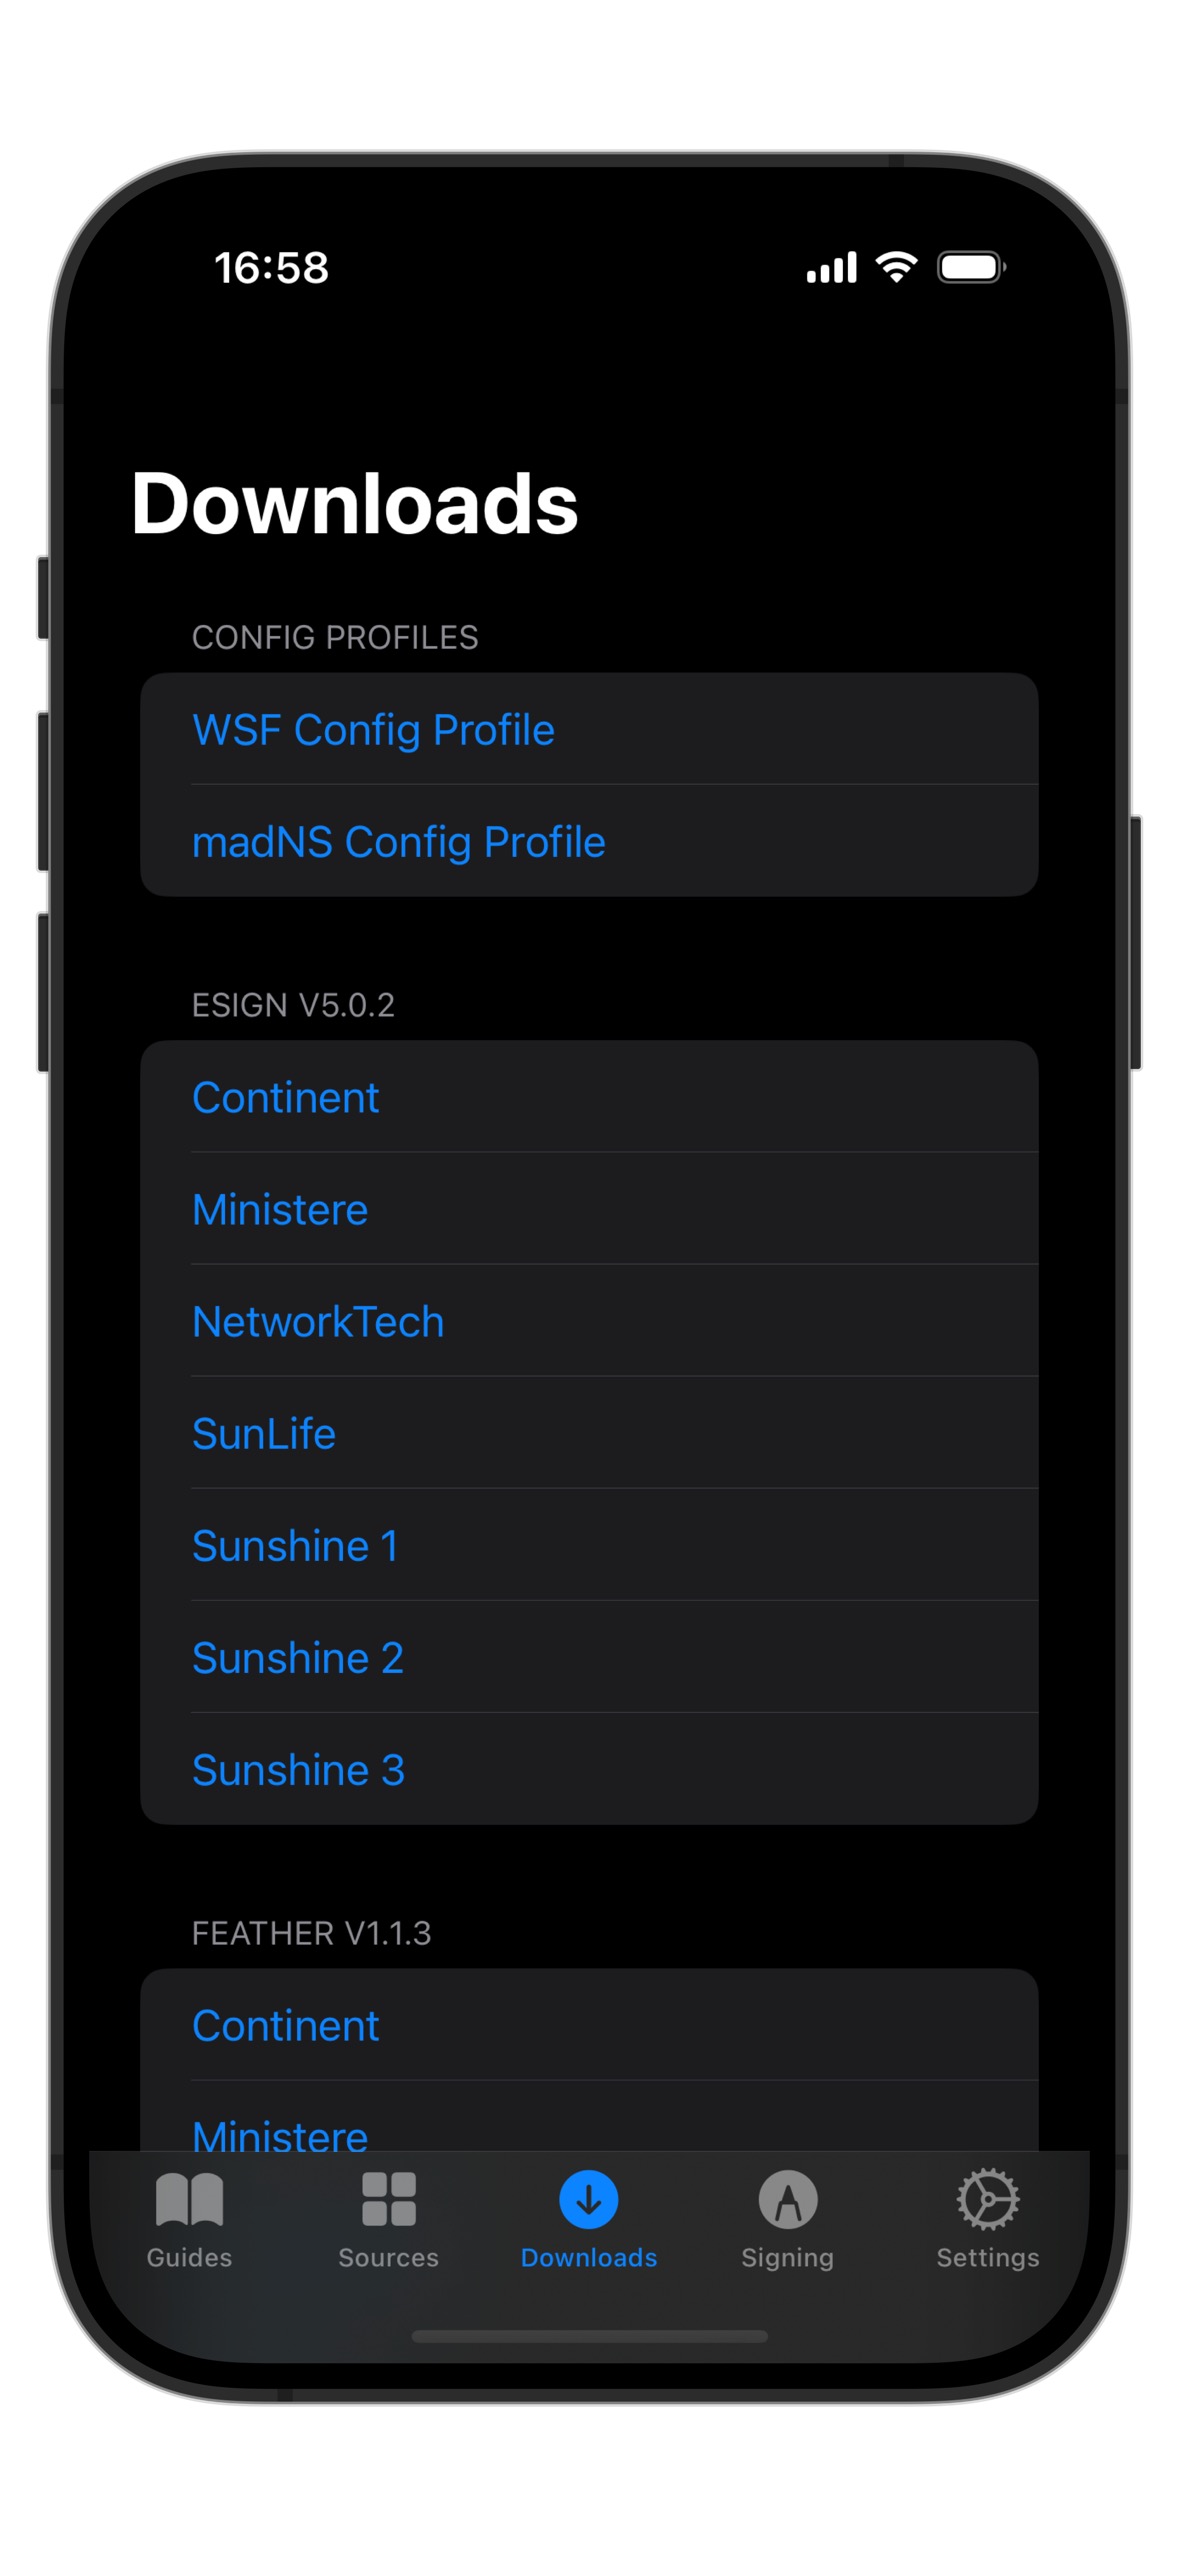 16:58
Downloads
CONFIG PROFILES
WSF Config Profile
madNS Config Profile
ESIGN V5.0.2
Continent
Ministere
NetworkTech
SunLife
Sunshine 1
Sunshine 2
Sunshine 3
FEATHER V1.1.3
Continent
Ministere
Guides
Sources
Downloads
Signing
Settings